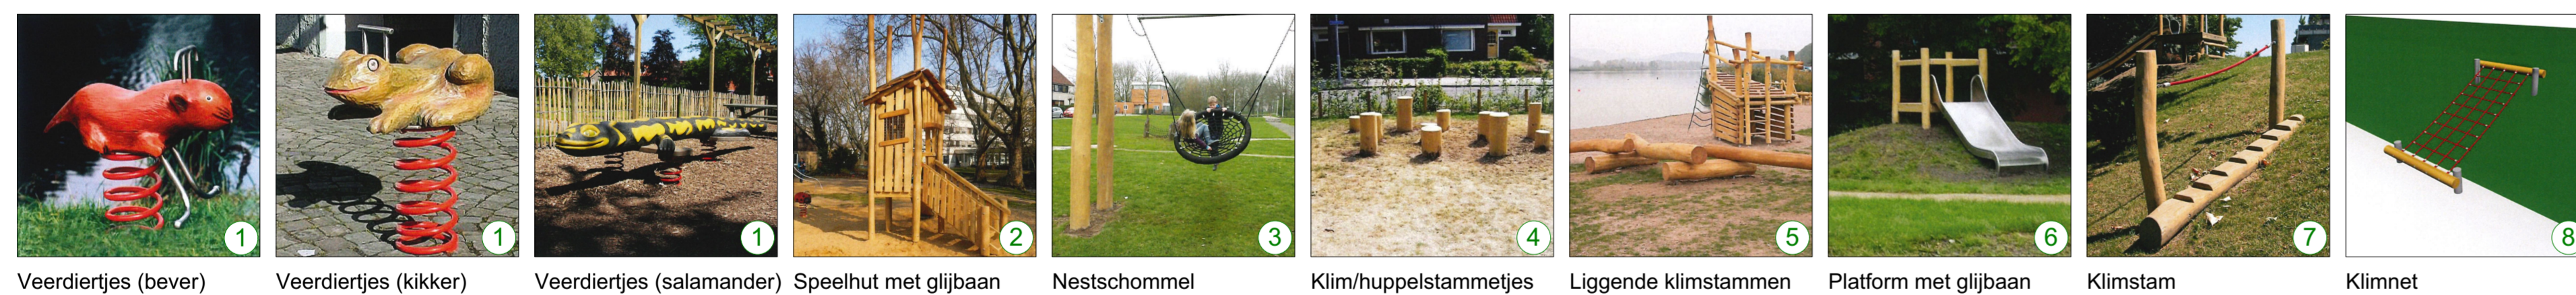 1
Veerdiertjes (bever)
1
Veerdiertjes (kikker)
1
Veerdiertjes (salamander)
2
Speelhut met glijbaan
3
Nestschommel
4
Klim/huppelstammetjes
5
Liggende klimstammen
6
Platform met glijbaan
7
Klimstam
8
Klimnet